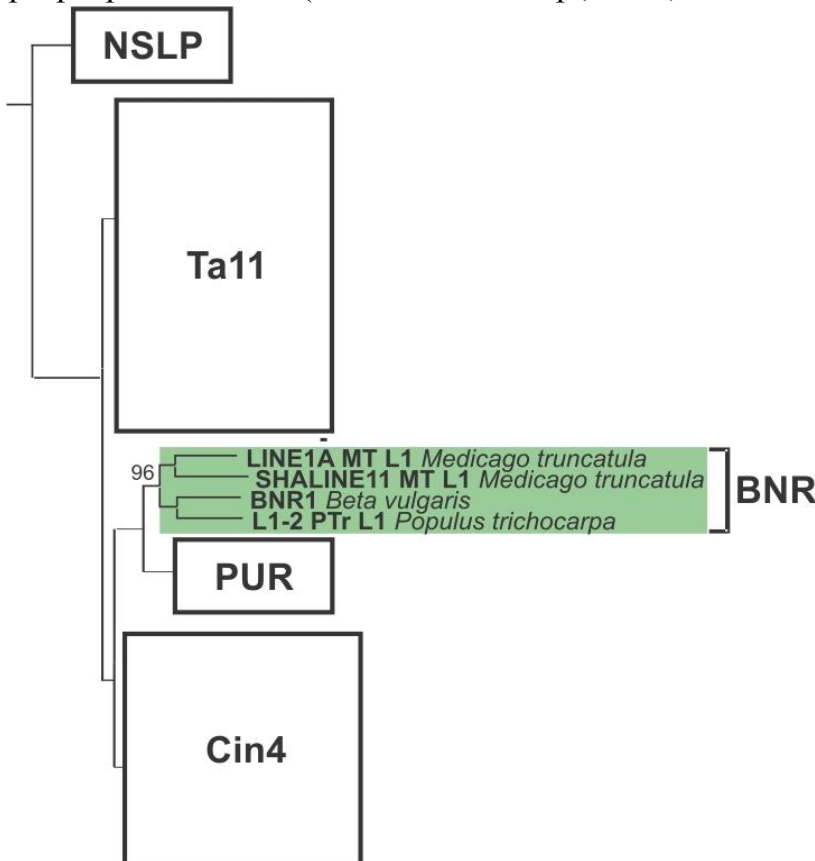 NSLP
Ta11
LINE1A MT L1 Medicago truncatula
SHALINE11 MT L1 Medicago truncatula
BNR1 Beta vulgaris
L1-2 PTr L1 Populus trichocarpa
96
BNR
PUR
Cin4